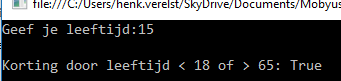 file:///C:/Users/henk.verelst/SkyDrive/Documents/Mobyus
Geef je leeftijd:15
Korting door leeftijd < 18 of > 65: True